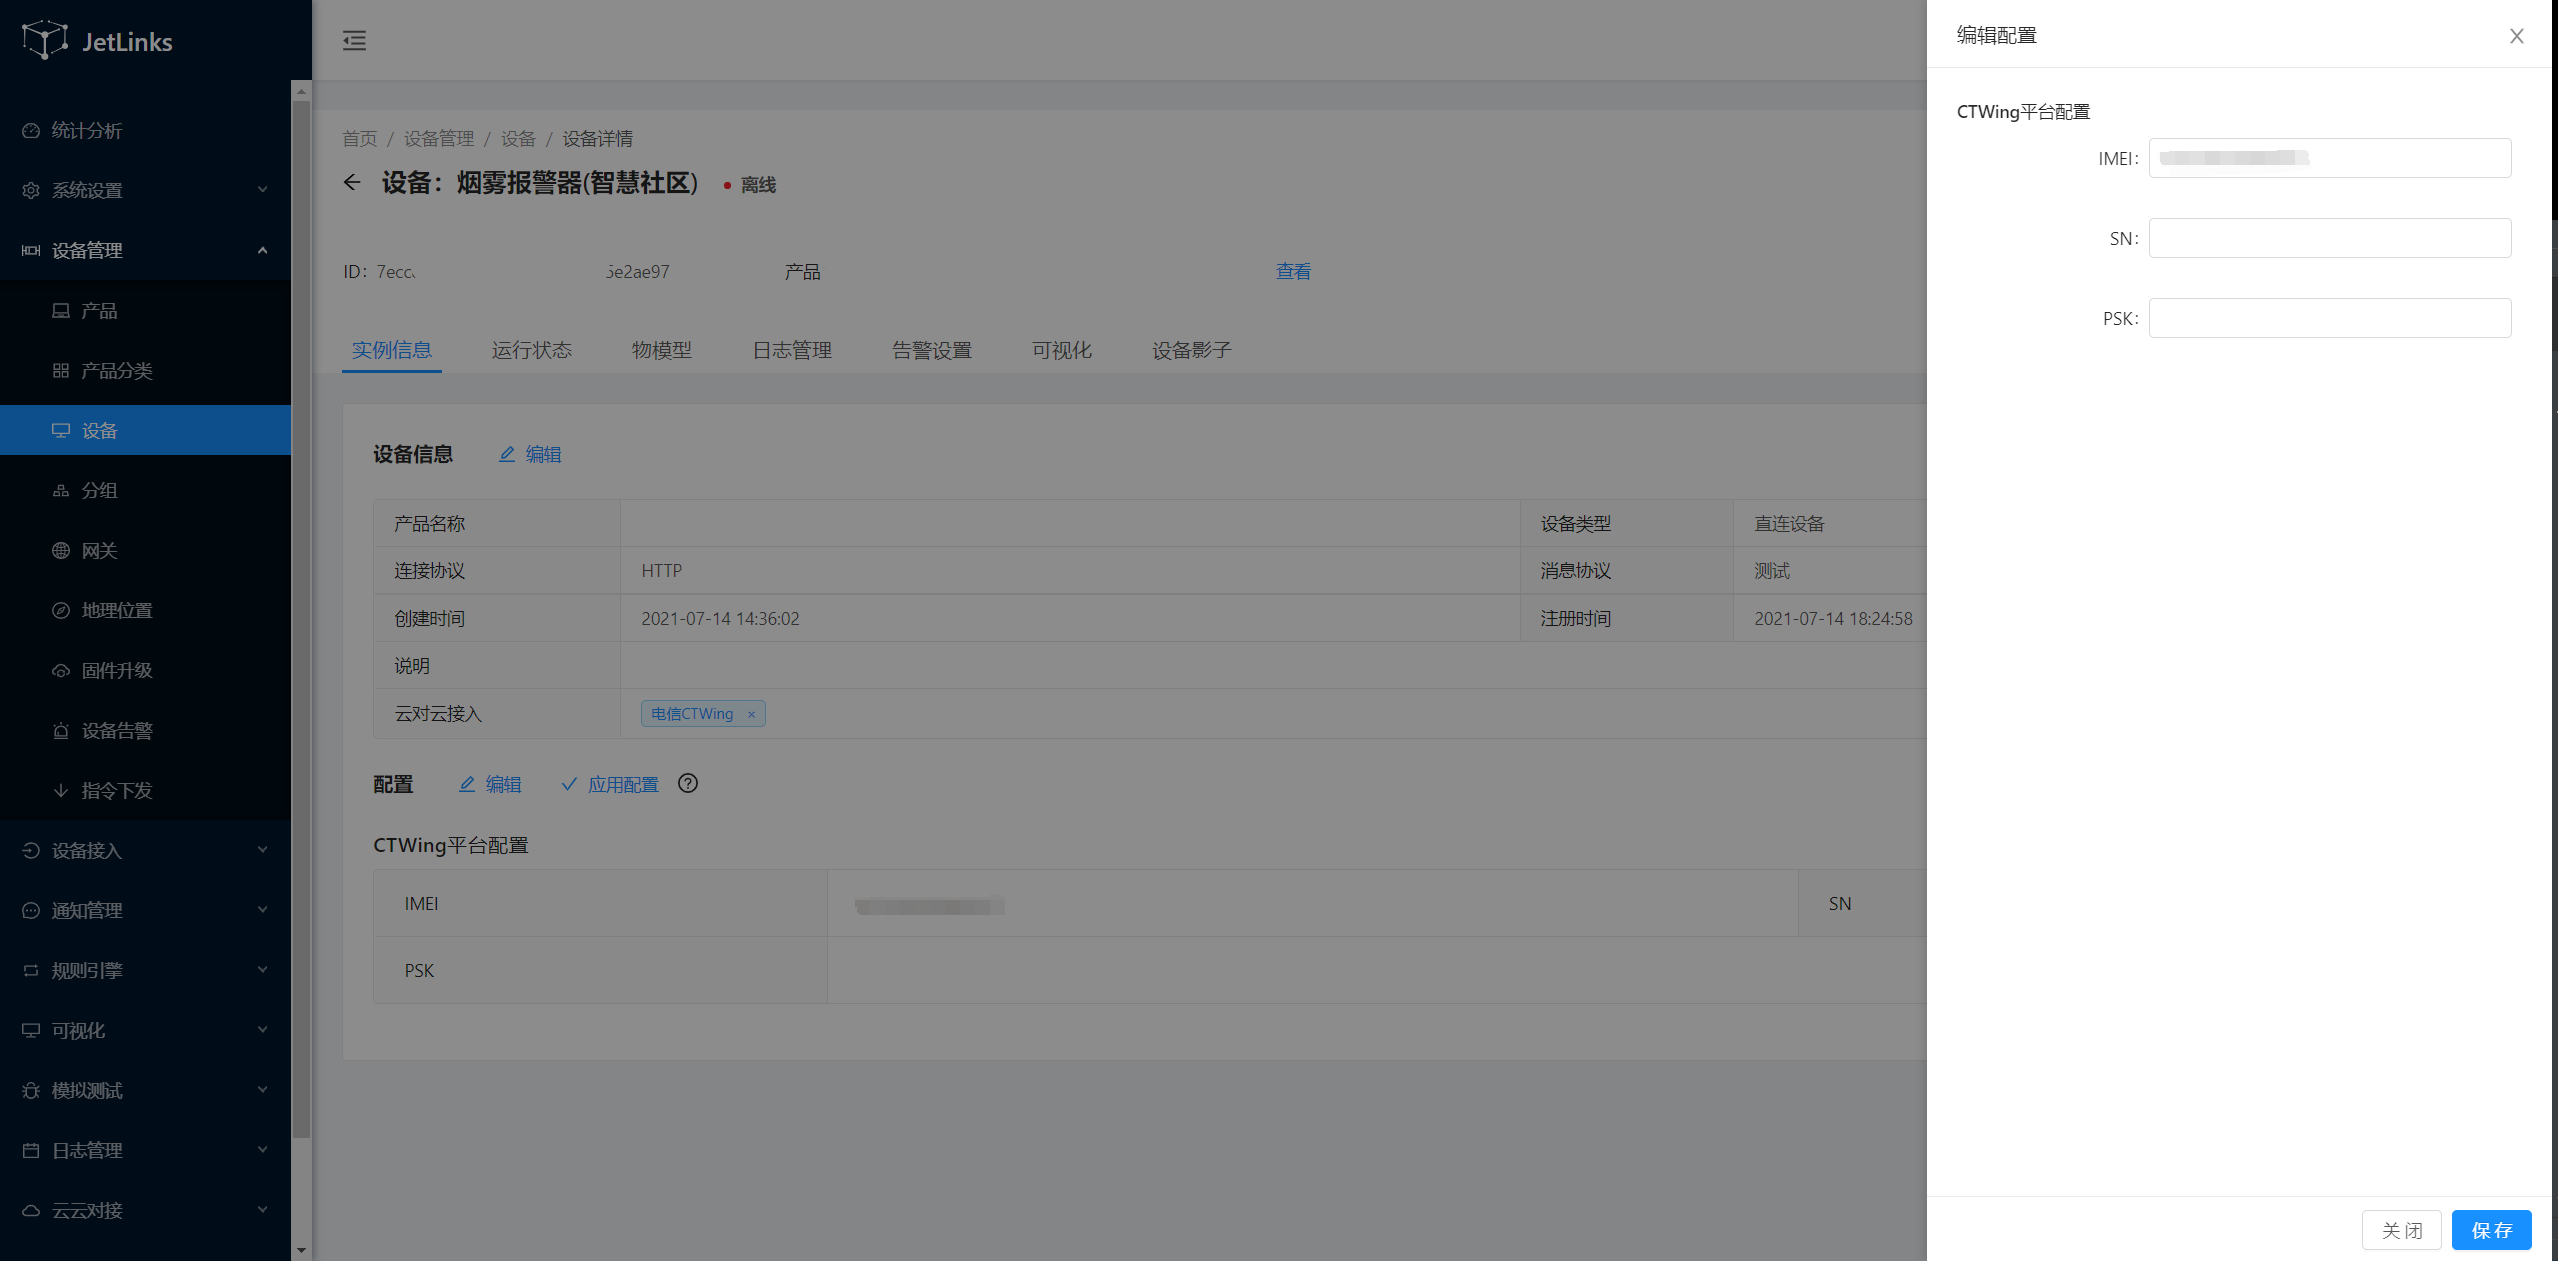 JetLinks
统计分析
系统设置
设备管理
产品
产品分类
设备
分组
网关
地理位置
固件升级
设备告警
指令下发
设备接入
通知管理
规则引擎
可视化
模拟测试
日志管理
云云对接
首页 / 设备管理 / 设备 / 设备详情
设备：烟雾报警器(智慧社区) 离线
ID: 7ecc 5e2ae97 产品 查看
实例信息 运行状态 物模型 日志管理 告警设置 可视化 设备影子
设备信息 编辑
产品名称 设备类型 直连设备
连接协议 HTTP 消息协议 测试
创建时间 2021-07-14 14:36:02 注册时间 2021-07-14 18:24:58
说明
云对云接入 电信CTWing ×
配置 编辑 应用配置
CTWing平台配置
IMEI SN
PSK
编辑配置
CTWing平台配置
IMEI:
SN:
PSK:
关 闭 保 存